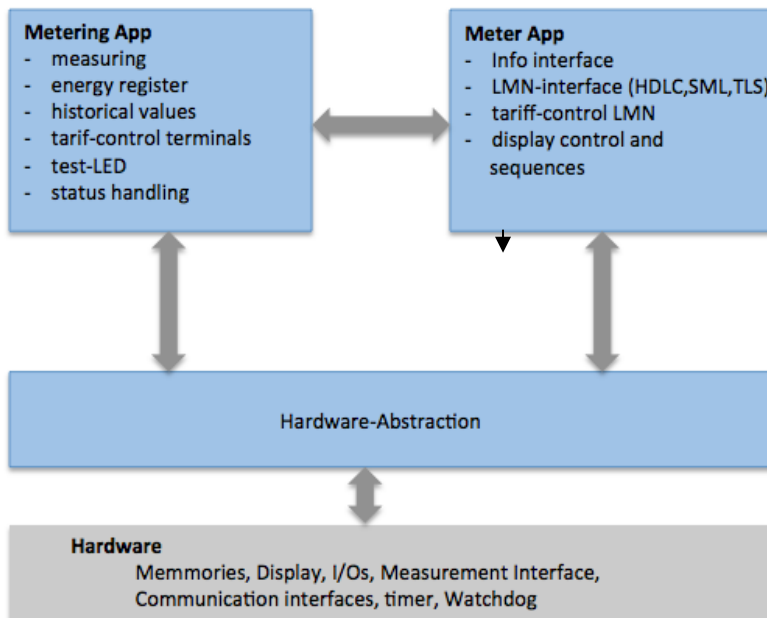 Metering App
- measuring
- energy register
- historical values
- tarif-control terminals
- test-LED
- status handling
Meter App
- Info interface
- LMN-interface (HDLC,SML,TLS)
- tariff-control LMN
- display control and
sequences
Hardware-Abstraction
Hardware
Memmories, Display, I/Os, Measurement Interface,
Communication interfaces, timer, Watchdog